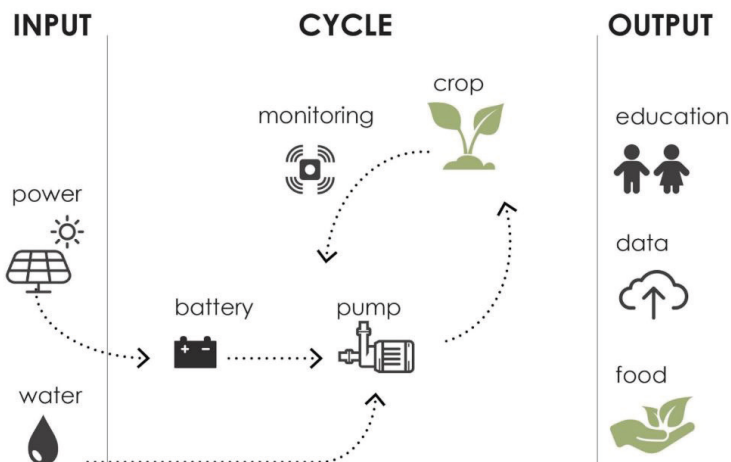 INPUT
CYCLE
OUTPUT
crop
monitoring
education
power
data
battery
pump
food
water